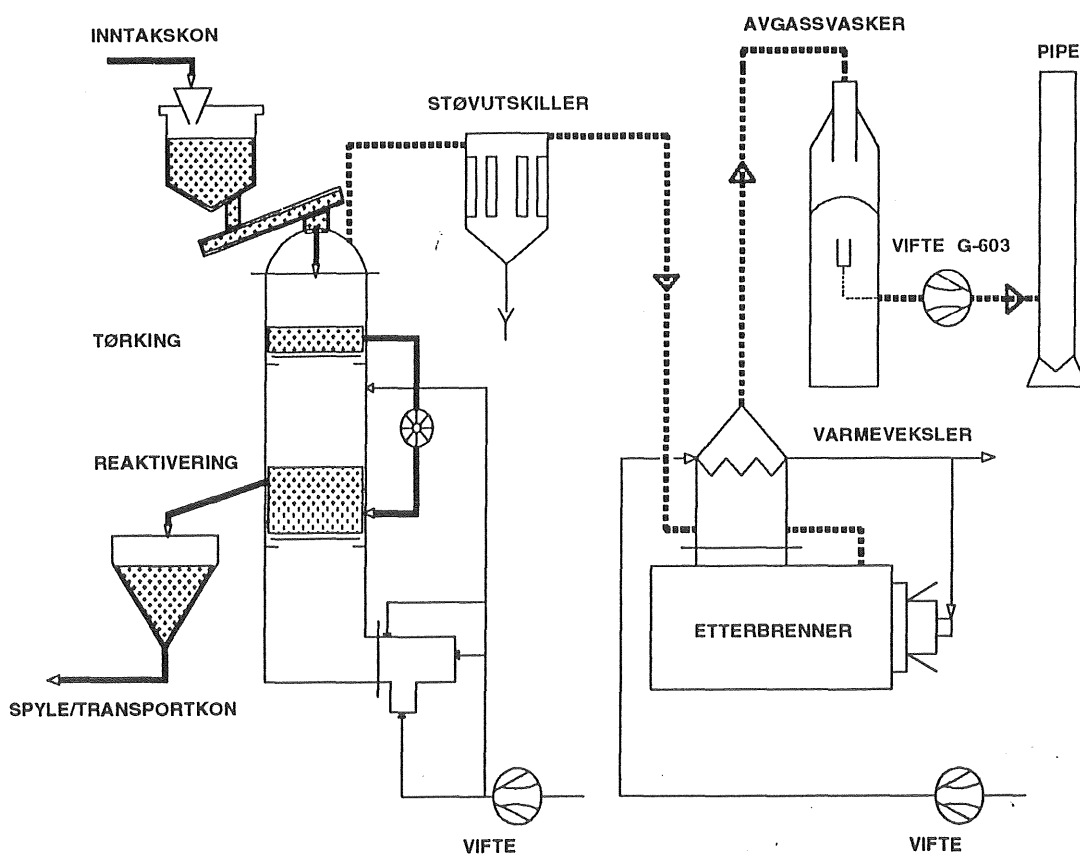 INNTAKSKON
AVGASSVASKER
PIPE
STØVUTSKILLER
VIFTE G-603
TØRKING
REAKTIVERING
VARMEVEKSLER
ETTERBRENNER
SPYLE/TRANSPORTKON
VIFTE
VIFTE